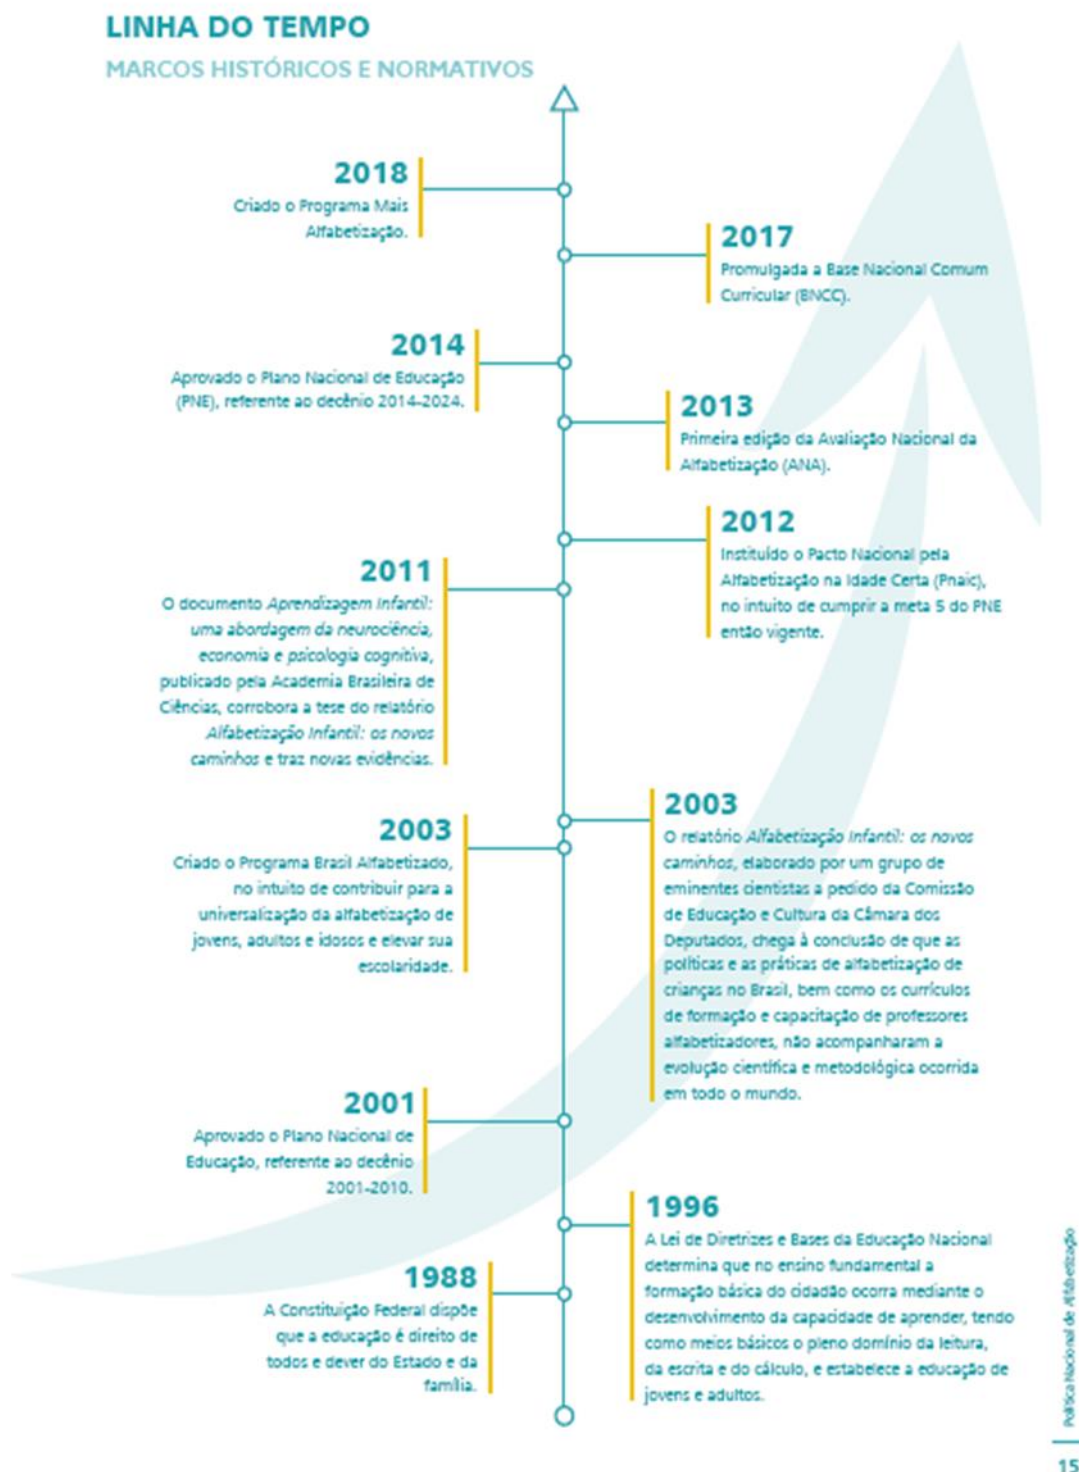 LINHA DO TEMPO
MARCOS HISTÓRICOS E NORMATIVOS
2018
Criado o Programa Mais
Alfabetização.
2017
Promulgada a Base Nacional Comum
Curricular (BNCC).
2014
Aprovado o Plano Nacional de Educação
(PNE), referente ao decênio 2014-2024.
2013
Primeira edição da Avaliação Nacional da
Alfabetização (ANA).
2012
Instituído o Pacto Nacional pela
Alfabetização na Idade Certa (Pnaic),
no intuito de cumprir a meta 5 do PNE
então vigente.
2011
O documento Aprendizagem Infantil:
uma abordagem da neurociência,
economia e psicologia cognitiva,
publicado pela Academia Brasileira de
Ciências, corrobora a tese do relatório
Alfabetização Infantil: os novos
caminhos e traz novas evidências.
2003
O relatório Alfabetização Infantil: os novos
caminhos, elaborado por um grupo de
eminentes cientistas a pedido da Comissão
de Educação e Cultura da Câmara dos
Deputados, chega à conclusão de que as
políticas e as práticas de alfabetização de
crianças no Brasil, bem como os currículos
de formação e capacitação de professores
alfabetizadores, não acompanharam a
evolução científica e metodológica ocorrida
em todo o mundo.
2003
Criado o Programa Brasil Alfabetizado,
no intuito de contribuir para a
universalização da alfabetização de
jovens, adultos e idosos e elevar sua
escolaridade.
2001
Aprovado o Plano Nacional de
Educação, referente ao decênio
2001-2010.
1996
A Lei de Diretrizes e Bases da Educação Nacional
determina que no ensino fundamental a
formação básica do cidadão ocorra mediante o
desenvolvimento da capacidade de aprender, tendo
como meios básicos o pleno domínio da leitura,
da escrita e do cálculo, e estabelece a educação de
jovens e adultos.
1988
A Constituição Federal dispõe
que a educação é direito de
todos e dever do Estado e da
família.
Política Nacional de Alfabetização
15